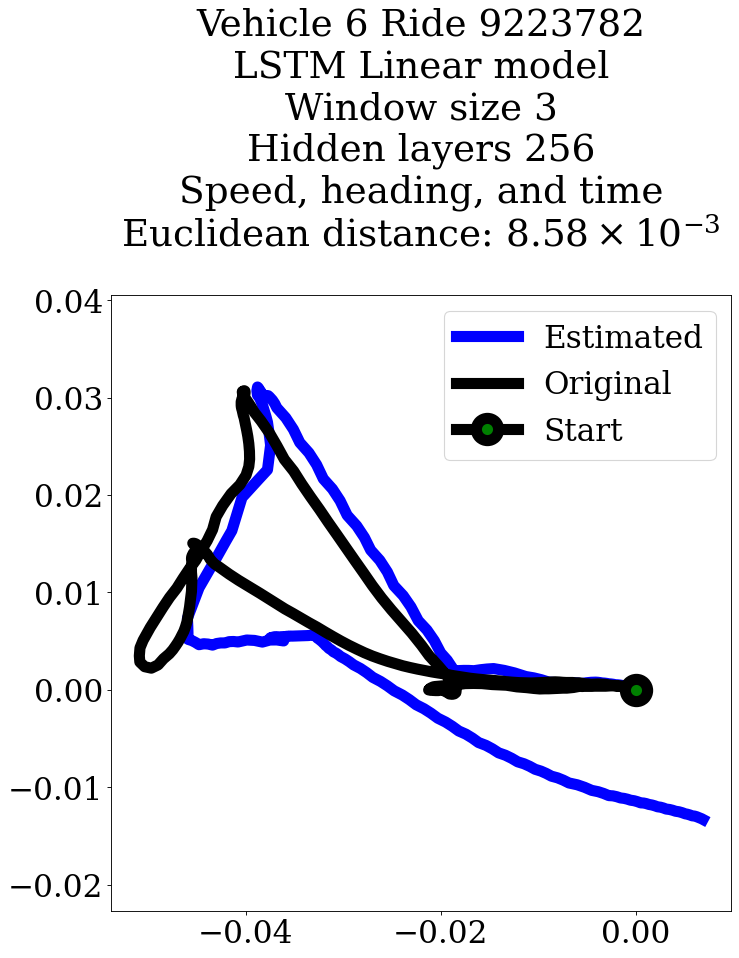 Vehicle 6 Ride 9223782
LSTM Linear model
Window size 3
Hidden layers 256
Speed, heading, and time
Euclidean distance: 8.58 × 10⁻³
0.04
0.03
0.02
0.01
0.00
−0.01
−0.02
Estimated
Original
Start
−0.04
−0.02
0.00